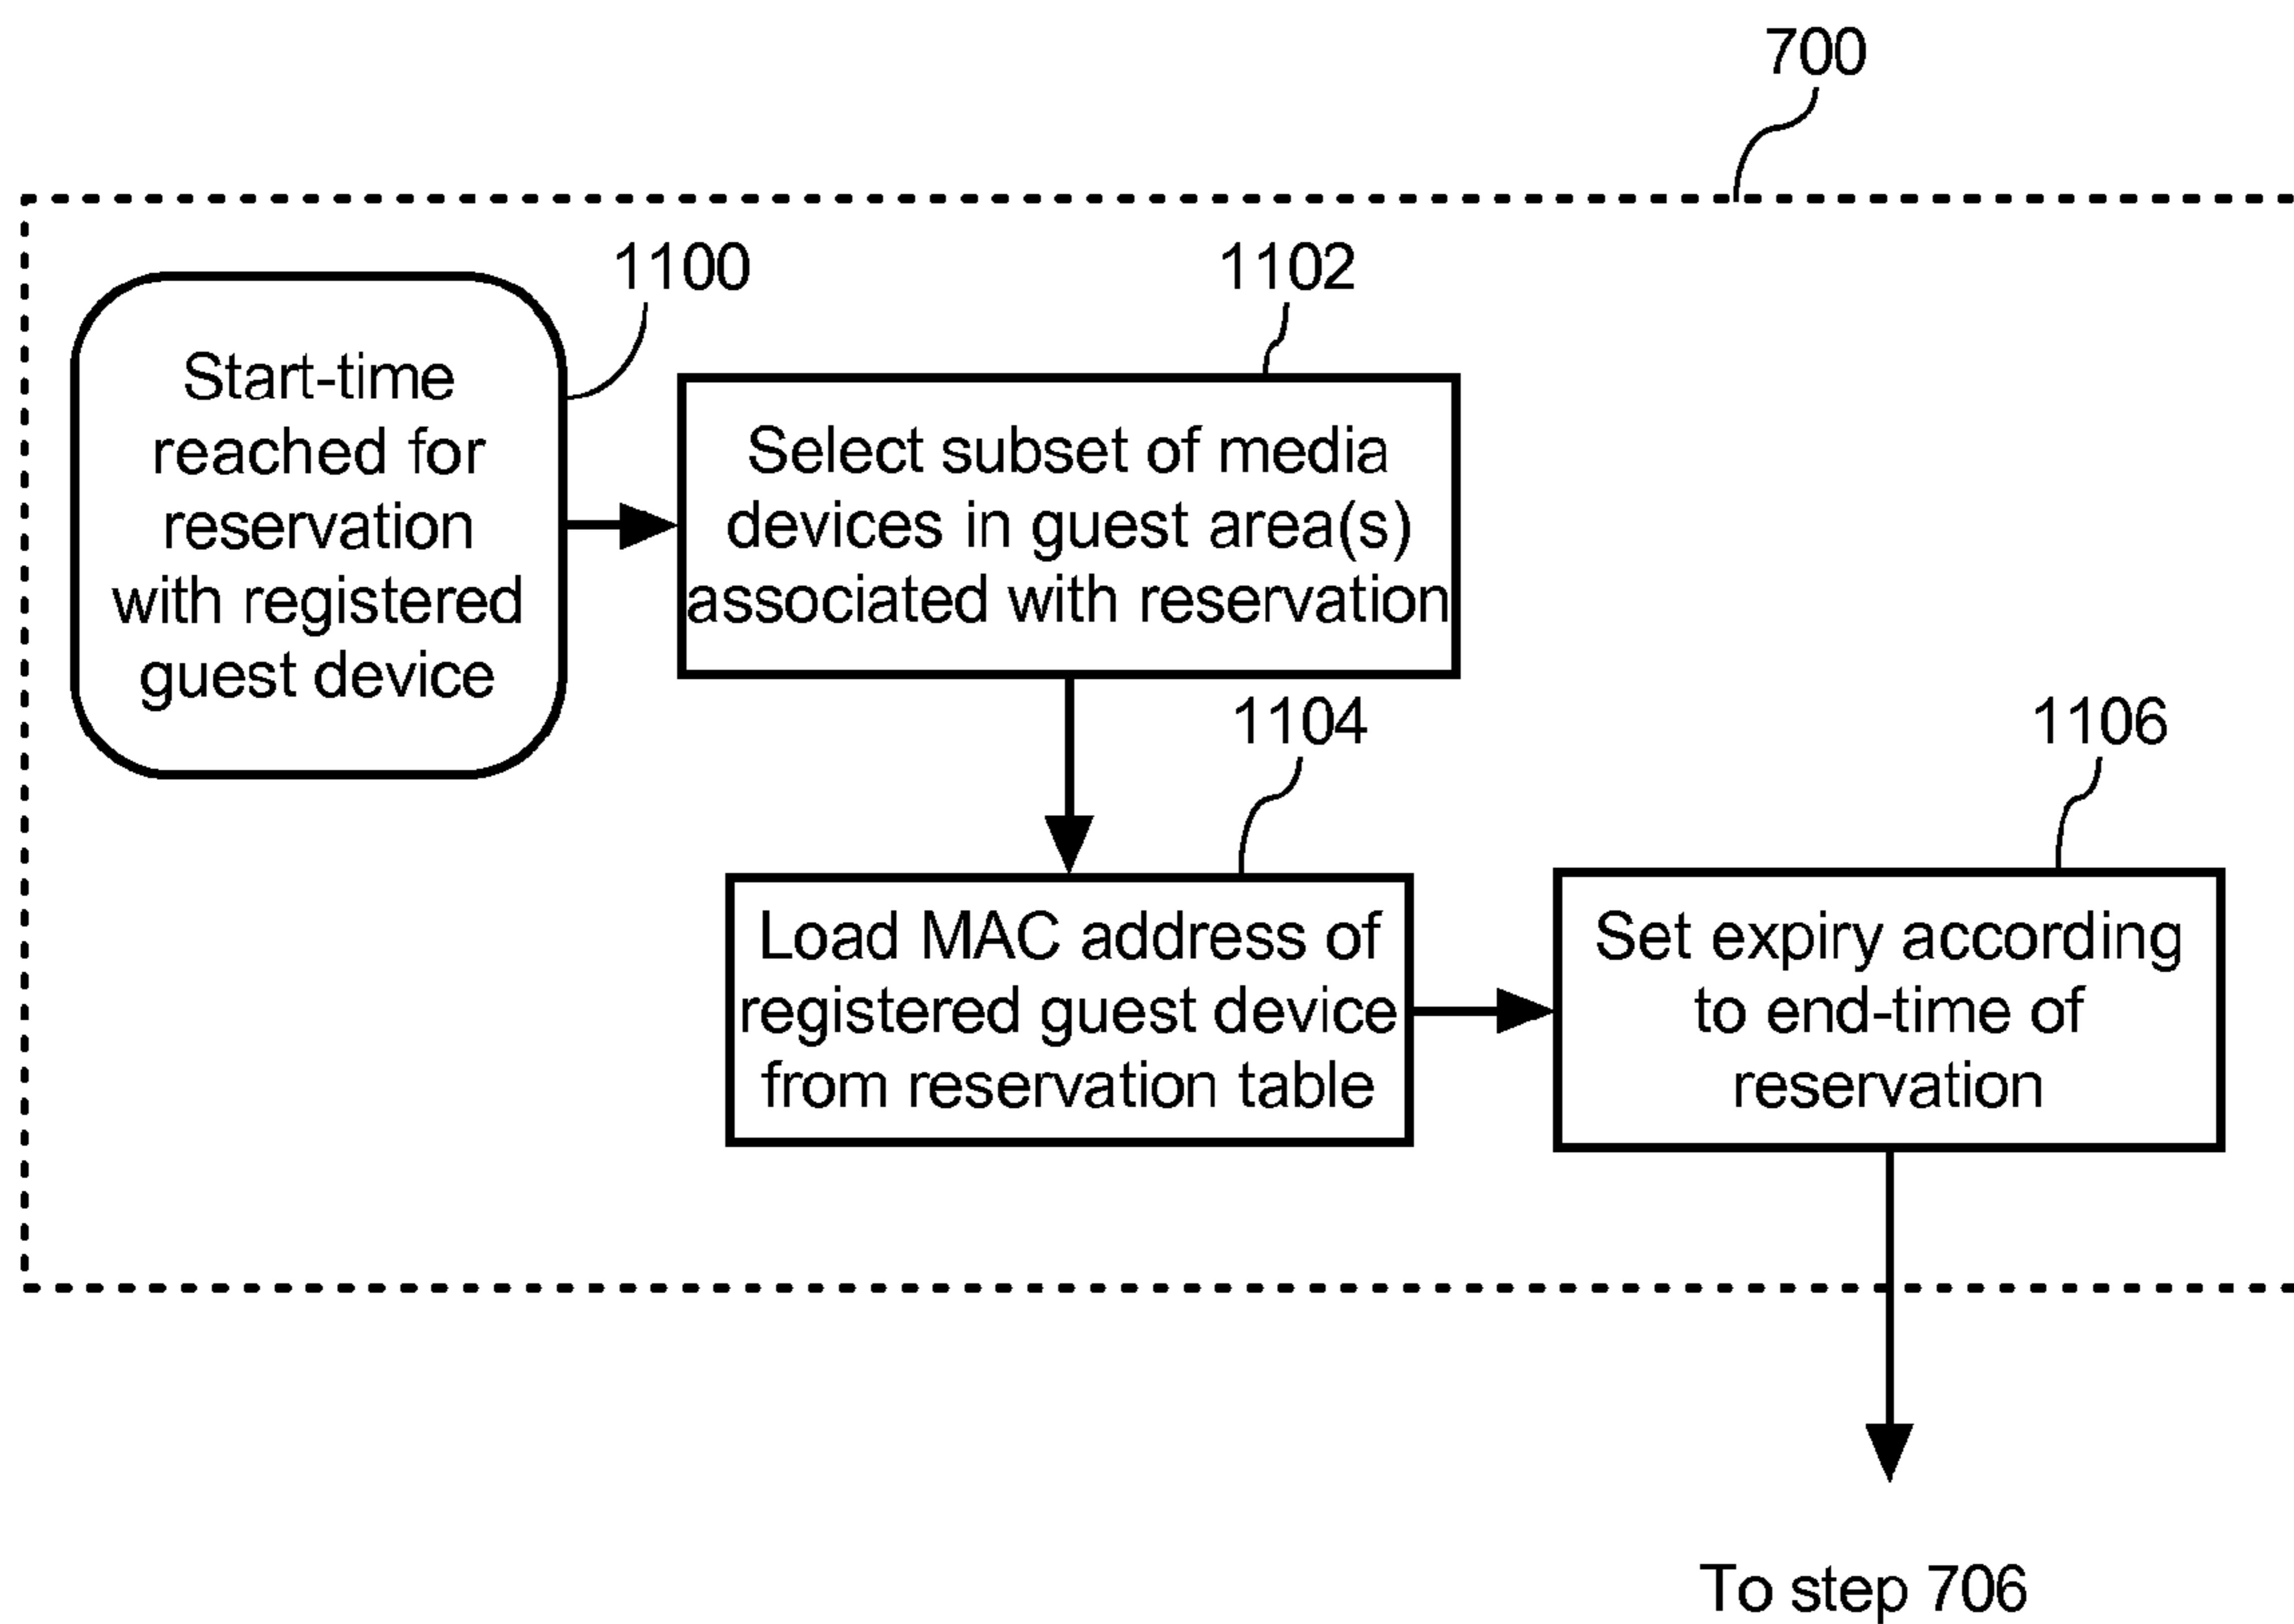 700
1100
Start-time
reached for
reservation
with registered
guest device
1102
Select subset of media
devices in guest area(s)
associated with reservation
1104
Load MAC address of
registered guest device
from reservation table
1106
Set expiry according
to end-time of
reservation
To step 706